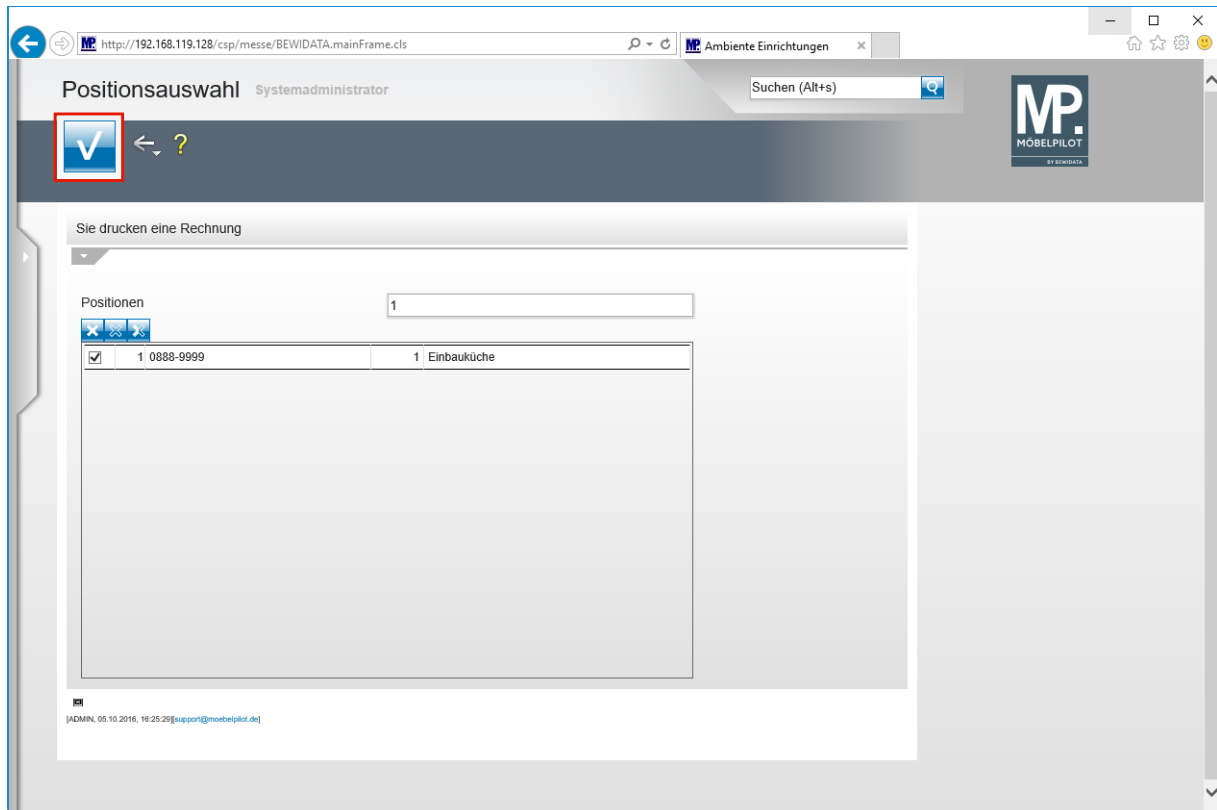 http://192.168.119.128/csp/messe/BEWIDATA.mainFrame.cls
MP. Ambiente Einrichtungen
Positionsauswahl Systemadministrator
Suchen (Alt+s)
MP.
MÖBELPILOT
BY BEWIDATA
Sie drucken eine Rechnung
Positionen 1
1 0888-9999 1 Einbauküche
[ADMIN, 05.10.2016, 16:25:29][support@moebelpilot.de]